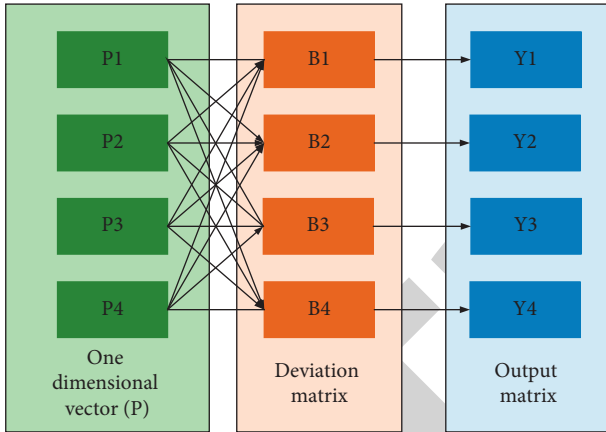 P1
P2
P3
P4
One
dimensional
vector (P)
B1
B2
B3
B4
Deviation
matrix
Y1
Y2
Y3
Y4
Output
matrix